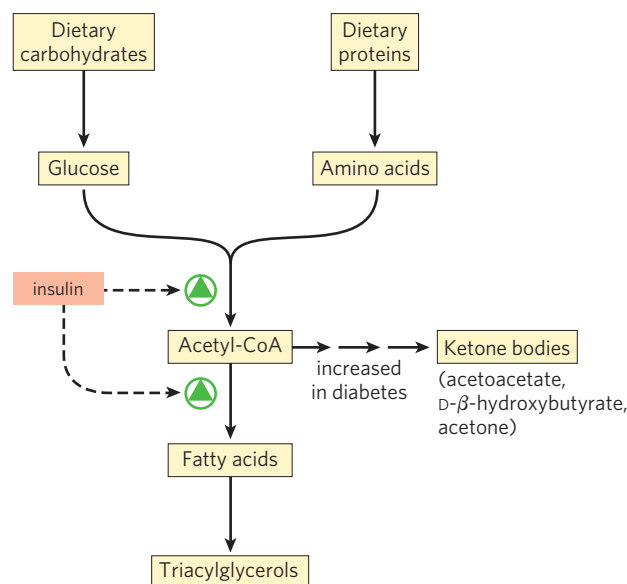 Dietary
carbohydrates
Dietary
proteins
Glucose
Amino acids
insulin
Acetyl-CoA
increased
in diabetes
Ketone bodies
(acetoacetate,
D-β-hydroxybutyrate,
acetone)
Fatty acids
Triacylglycerols